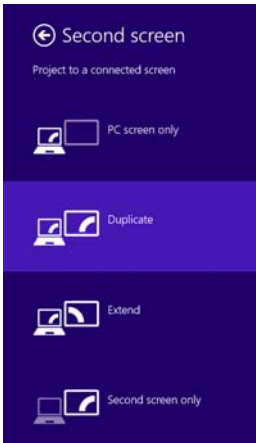 Second screen
Project to a connected screen
PC screen only
Duplicate
Extend
Second screen only